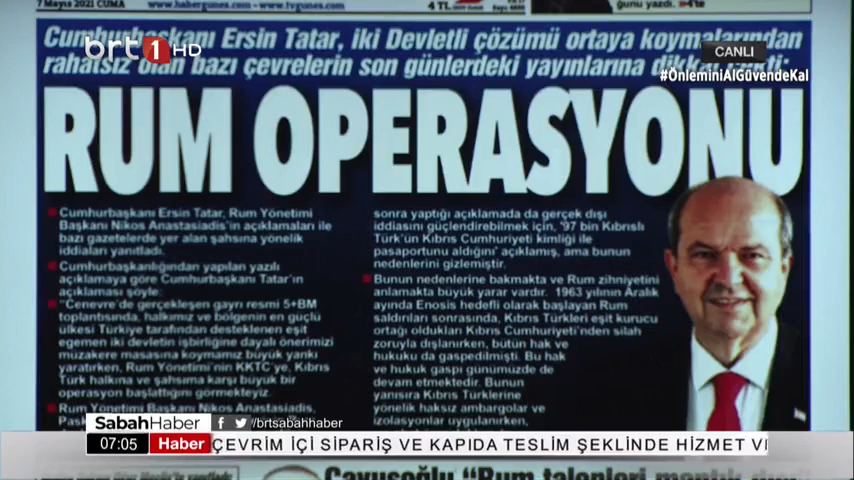 7 Mayıs 2021 CUMA
www.habergunes.com - www.tvgunes.com
4 TL
günü yazdı.
Cumhurbaşkanı Ersin Tatar, iki Devletli çözümü ortaya koymalarından
rahatsız olan bazı çevrelerin son günlerdeki yayınlarına dikkat çekti:
brt 1 HD
CANLI
#ÖnleminiAlGüvendeKal
RUM OPERASYONU
Cumhurbaşkanı Ersin Tatar, Rum Yönetimi
Başkanı Nikos Anastasiadis'in açıklamaları ile
bazı gazetelerde yer alan şahsına yönelik
iddiaları yanıtladı.
Cumhurbaşkanlığından yapılan yazılı
açıklamaya göre Cumhurbaşkanı Tatar'ın
açıklaması şöyle:
"Cenevre'de gerçekleşen gayrı resmi 5+BM
toplantısında, halkımız ve bölgenin en güçlü
ülkesi Türkiye tarafından desteklenen eşit
egemen iki devletin işbirliğine dayalı önerimizi
müzakere masasına koymamız büyük yankı
yaratırken, Rum Yönetimi'nin KKTC'ye, Kıbrıs
Türk halkına ve şahsıma karşı büyük bir
operasyon başlattığını görmekteyiz.
Rum Yönetimi Başkanı Nikos Anastasiadis,
sonra yaptığı açıklamada da gerçek dışı
iddiasını güçlendirebilmek için, '97 bin Kıbrıslı
Türk'ün Kıbrıs Cumhuriyeti kimliği ile
pasaportunu aldığını' açıklamış, ama bunun
nedenlerini gizlemiştir.
Bunun nedenlerine bakmakta ve Rum zihniyetini
anlamakta büyük yarar vardır. 1963 yılının Aralık
ayında Enosis hedefli olarak başlayan Rum
saldırıları sonrasında, Kıbrıs Türkleri eşit kurucu
ortağı oldukları Kıbrıs Cumhuriyeti'nden silah
zoruyla dışlanırken, bütün hak ve
hukuku da gaspedilmişti. Bu hak
ve hukuk gaspı günümüzde de
devam etmektedir. Bunun
yanısıra Kıbrıs Türklerine
yönelik haksız ambargolar ve
izolasyonlar uygulanırken,
SabahHaber
/brtsabahhaber
07:05
Haber
ÇEVRİM İÇİ SİPARİŞ VE KAPIDA TESLİM ŞEKLİNDE HİZMET V
Çavuşoğlu "Rum talepleri